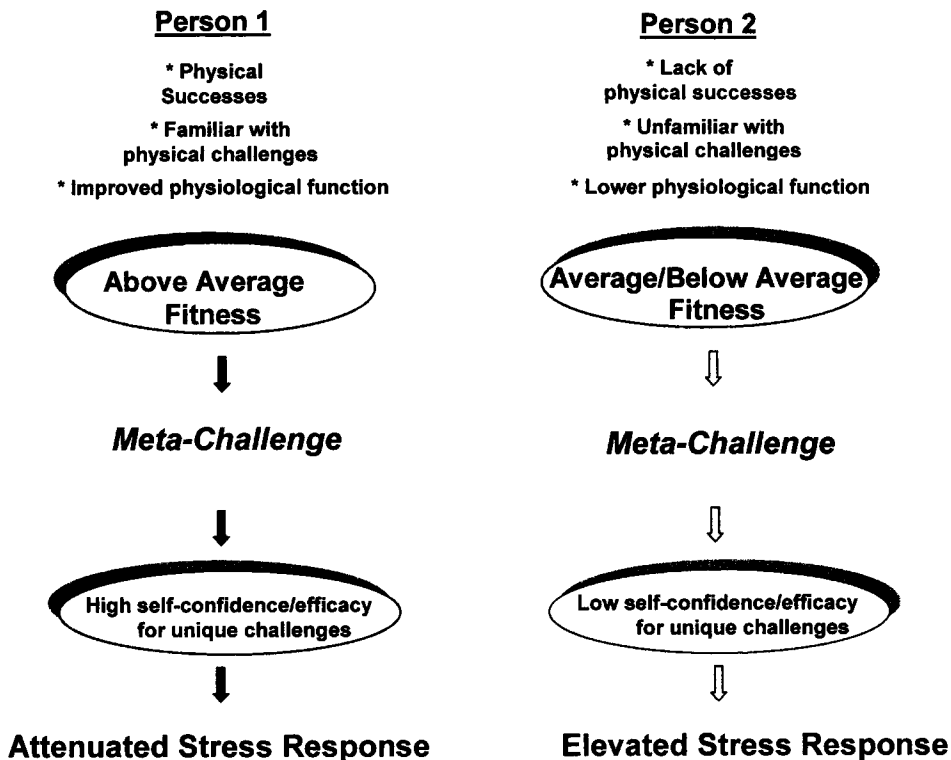 Person 1
* Physical
Successes
* Familiar with
physical challenges
* Improved physiological function
Above Average
Fitness
Meta-Challenge
High self-confidence/efficacy
for unique challenges
Attenuated Stress Response
Person 2
* Lack of
physical successes
* Unfamiliar with
physical challenges
* Lower physiological function
Average/Below Average
Fitness
Meta-Challenge
Low self-confidence/efficacy
for unique challenges
Elevated Stress Response